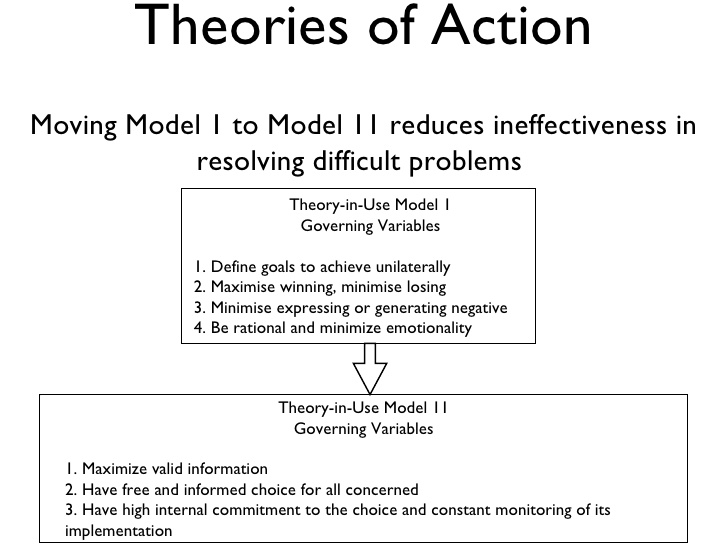 Theories of Action
Moving Model 1 to Model 11 reduces ineffectiveness in
resolving difficult problems
Theory-in-Use Model 1
Governing Variables
1. Define goals to achieve unilaterally
2. Maximise winning, minimise losing
3. Minimise expressing or generating negative
4. Be rational and minimize emotionality
Theory-in-Use Model 11
Governing Variables
1. Maximize valid information
2. Have free and informed choice for all concerned
3. Have high internal commitment to the choice and constant monitoring of its
implementation